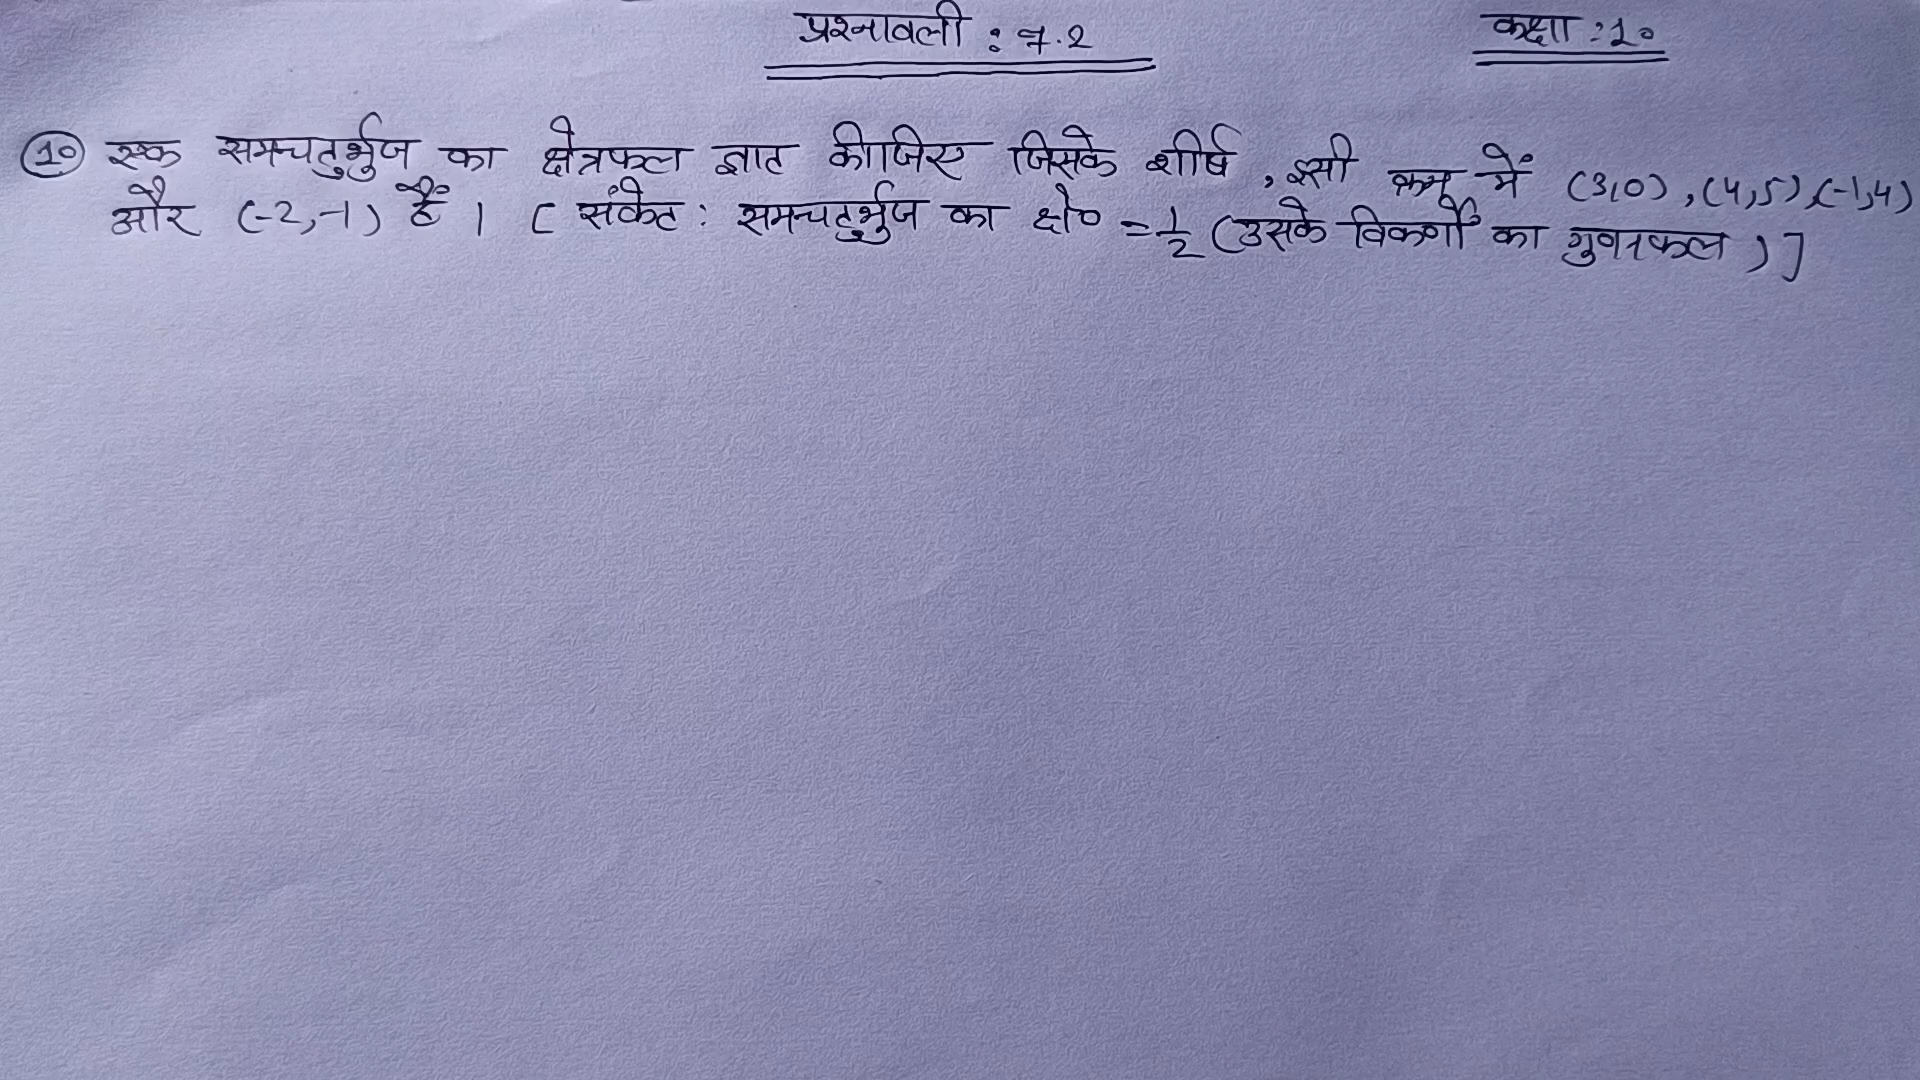 प्रश्नावली : 7.2
कक्षा : 10
(10) एक समचतुर्भुज का क्षेत्रफल ज्ञात कीजिए जिसके शीर्ष, इसी क्रम में (3,0), (4,5), (-1,4)
और (-2,-1) हैं । [ संकेत : समचतुर्भुज का क्षे० = 1/2 (उसके विकर्णों का गुणनफल ) ]